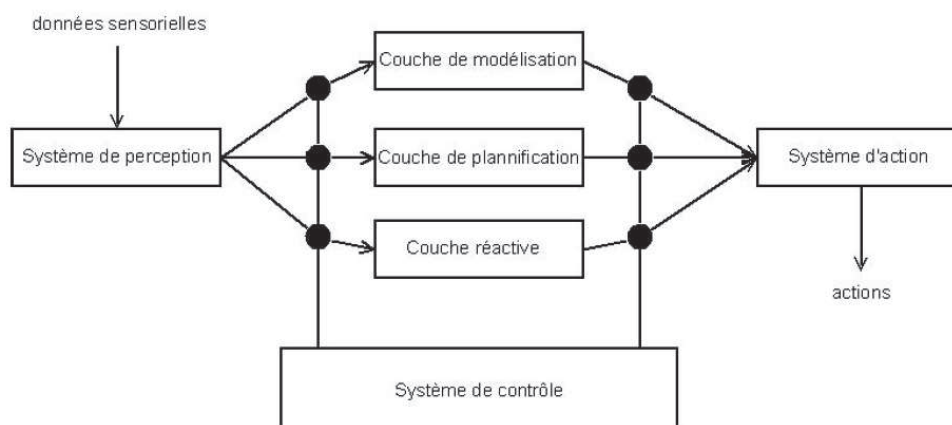 données sensorielles
Couche de modélisation
Système de perception
Couche de plannification
Système d'action
Couche réactive
actions
Système de contrôle